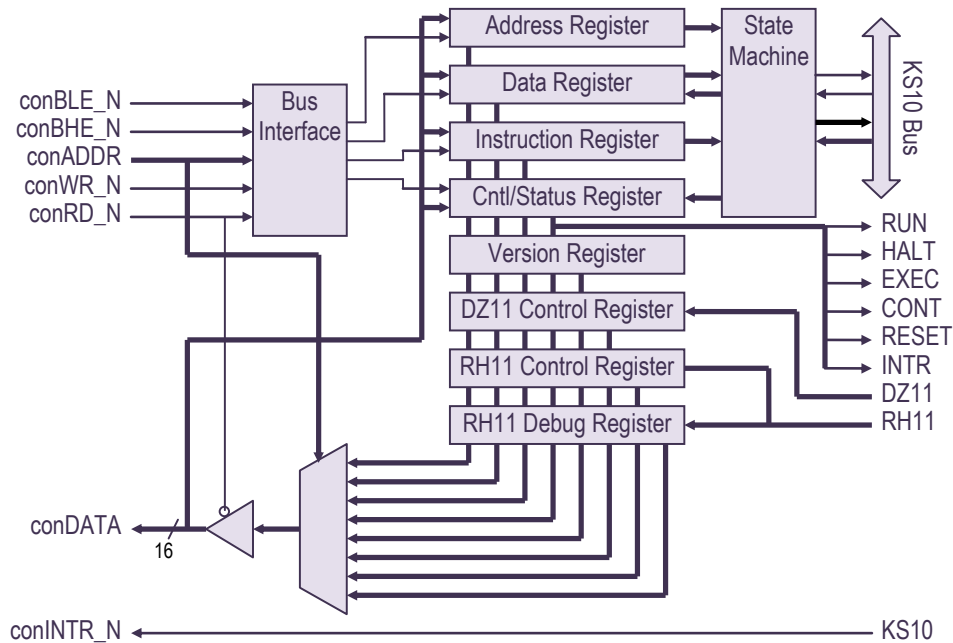 Address Register
State
Machine
Data Register
KS10 Bus
conBLE_N
Bus
Interface
conBHE_N
Instruction Register
conADDR
conWR_N
Cntl/Status Register
conRD_N
RUN
Version Register
HALT
EXEC
DZ11 Control Register
CONT
RESET
RH11 Control Register
INTR
DZ11
RH11 Debug Register
RH11
conDATA
16
conINTR_N
KS10